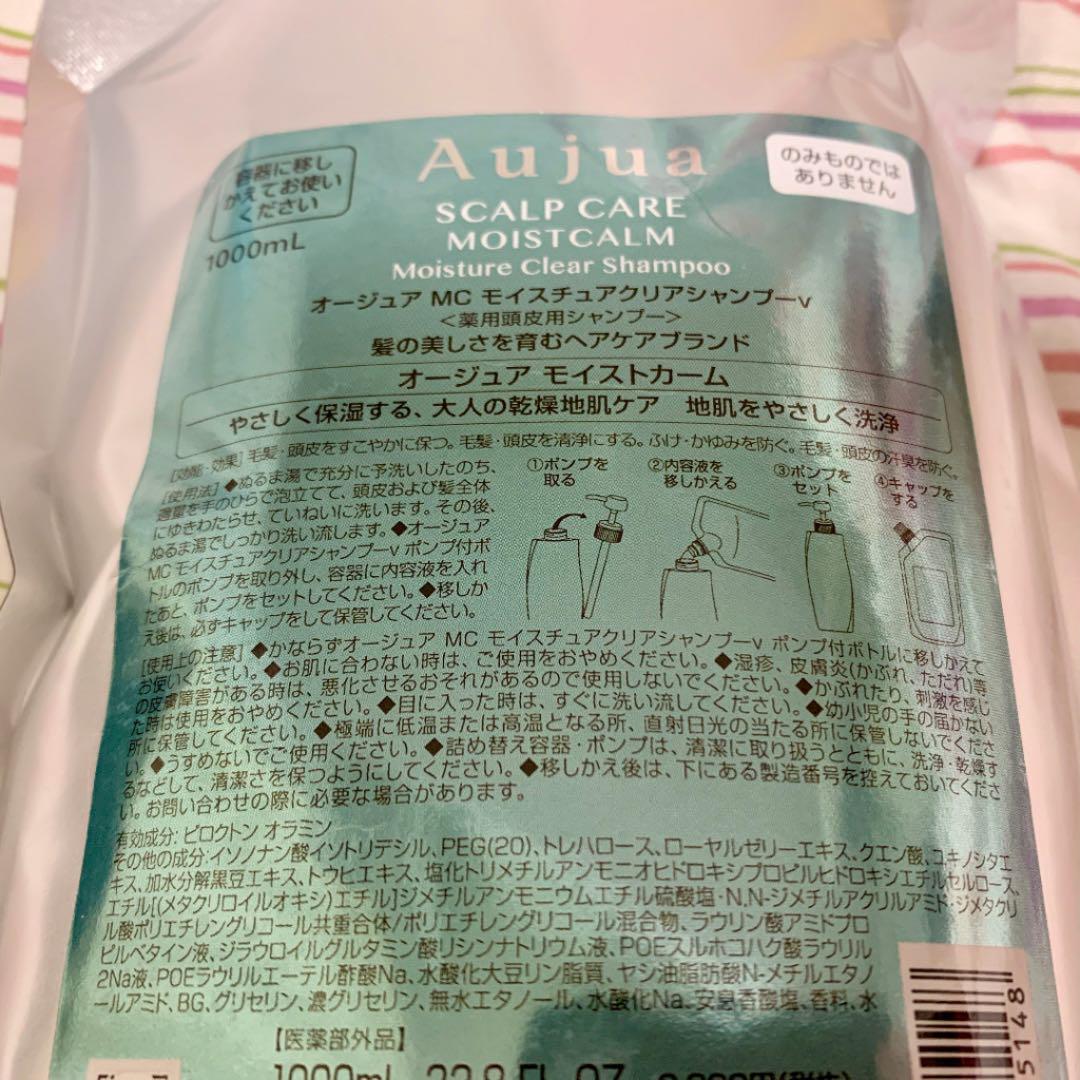 容器に移し
かえてお使い
ください
1000mL
Aujua
SCALP CARE
MOISTCALM
Moisture Clear Shampoo
のみものでは
ありません
オージュア MC モイスチュアクリアシャンプーv
＜薬用頭皮用シャンプー＞
髪の美しさを育むヘアケアブランド
オージュア モイストカーム
やさしく保湿する、大人の乾燥地肌ケア 地肌をやさしく洗浄
【効能・効果】毛髪・頭皮をすこやかに保つ。毛髪・頭皮を清浄にする。ふけ・かゆみを防ぐ。毛髪・頭皮の汗臭を防ぐ。
【使用法】◆ぬるま湯で充分に予洗いしたのち、
適量を手のひらで泡立てて、頭皮および髪全体
にゆきわたらせ、ていねいに洗います。その後、
ぬるま湯でしっかり洗い流します。◆オージュア
MC モイスチュアクリアシャンプーv ポンプ付ボ
トルのポンプを取り外し、容器に内容液を入れ
たあと、ポンプをセットしてください。◆移しか
え後は、必ずキャップをして保管してください。
①ポンプを
取る
②内容液を
移しかえる
③ポンプを
セット
④キャップを
する
【使用上の注意】◆かならずオージュア MC モイスチュアクリアシャンプーv ポンプ付ボトルに移しかえて
お使いください。◆お肌に合わない時は、ご使用をおやめください。◆湿疹、皮膚炎(かぶれ、ただれ)等
の皮膚障害がある時は、悪化させるおそれがあるので使用しないでください。◆かぶれたり、刺激を感じ
た時は使用をおやめください。◆目に入った時は、すぐに洗い流してください。◆幼小児の手の届かない
所に保管してください。◆極端に低温または高温となる所、直射日光の当たる所に保管しないでくださ
い。◆うすめないでご使用ください。◆詰め替え容器・ポンプは、清潔に取り扱うとともに、洗浄・乾燥す
るなどして、清潔さを保つようにしてください。◆移しかえ後は、下にある製造番号を控えておいてくださ
い。お問い合わせの際に必要な場合があります。
有効成分: ピロクトン オラミン
その他の成分:イソノナン酸イソトリデシル、PEG(20)、トレハロース、ローヤルゼリーエキス、クエン酸、ユキノシタエ
キス、加水分解黒豆エキス、トウヒエキス、塩化トリメチルアンモニオヒドロキシプロピルヒドロキシエチルセルロース、
エチル[(メタクリロイルオキシ)エチル]ジメチルアンモニウムエチル硫酸塩・N,N-ジメチルアクリルアミド・ジメタクリ
ル酸ポリエチレングリコール共重合体/ポリエチレングリコール混合物、ラウリン酸アミドプロ
ピルベタイン液、ジラウロイルグルタミン酸リシンナトリウム液、POEスルホコハク酸ラウリル
2Na液、POEラウリルエーテル酢酸Na、水酸化大豆リン脂質、ヤシ油脂肪酸N-メチルエタノ
ールアミド、BG、グリセリン、濃グリセリン、無水エタノール、水酸化Na、安息香酸塩、香料、水
【医薬部外品】
1000mL 33.8 FL OZ
55148